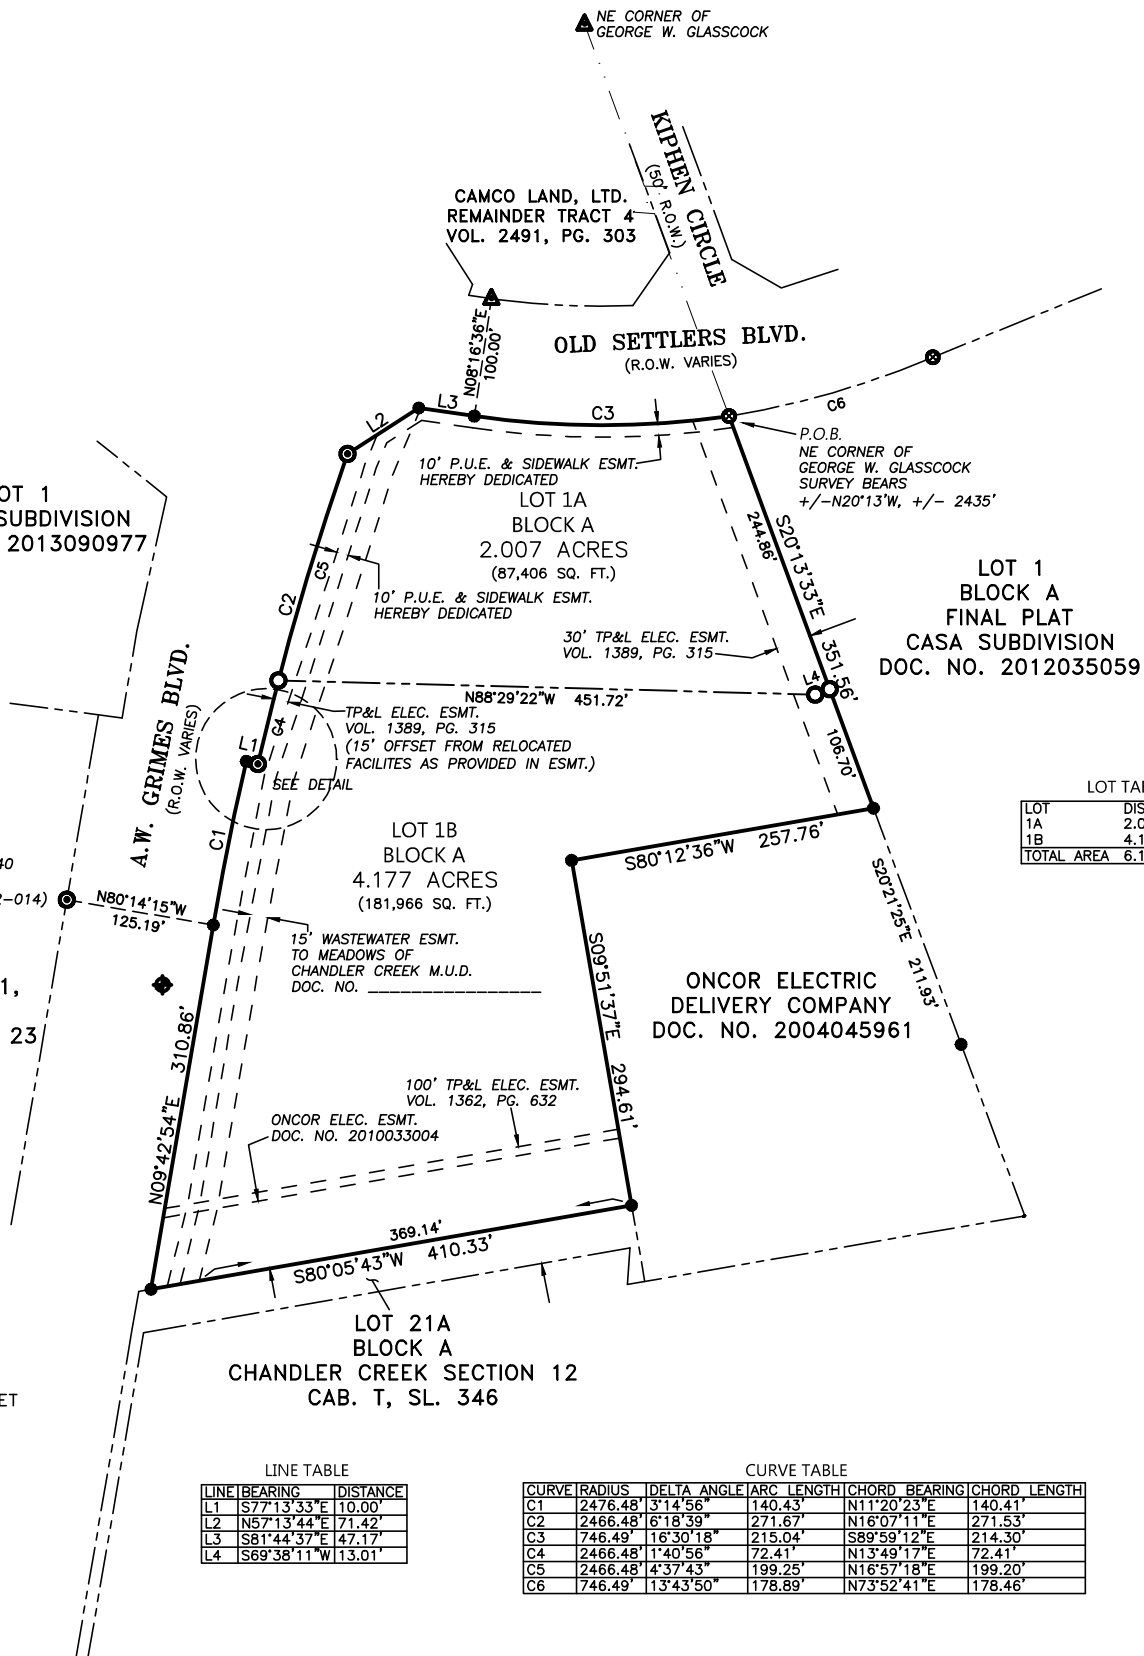 NE CORNER OF
GEORGE W. GLASSCOCK
KIPHEN CIRCLE
(50' R.O.W.)
CAMCO LAND, LTD.
REMAINDER TRACT 4
VOL. 2491, PG. 303
N08°16'36"E
100.00'
OLD SETTLERS BLVD.
(R.O.W. VARIES)
L3
L2
C3
C6
P.O.B.
NE CORNER OF
GEORGE W. GLASSCOCK
SURVEY BEARS
+/-N20°13'W, +/- 2435'
10' P.U.E. & SIDEWALK ESMT.
HEREBY DEDICATED
LOT 1A
BLOCK A
2.007 ACRES
(87,406 SQ. FT.)
OT 1
SUBDIVISION
2013090977
S20°13'33"E 351.56'
244.86'
C5
C2
10' P.U.E. & SIDEWALK ESMT.
HEREBY DEDICATED
LOT 1
BLOCK A
FINAL PLAT
CASA SUBDIVISION
DOC. NO. 2012035059
30' TP&L ELEC. ESMT.
VOL. 1389, PG. 315
L4
N88°29'22"W 451.72'
A.W. GRIMES BLVD.
(R.O.W. VARIES)
C4
TP&L ELEC. ESMT.
VOL. 1389, PG. 315
(15' OFFSET FROM RELOCATED
FACILITES AS PROVIDED IN ESMT.)
L1
SEE DETAIL
106.70'
C1
LOT TAB
LOT DIS
1A 2.0
1B 4.1
TOTAL AREA 6.1
LOT 1B
BLOCK A
4.177 ACRES
(181,966 SQ. FT.)
S80°12'36"W 257.76'
40
2-014)
N80°14'15"W
125.19'
S20°21'25"E 211.93'
15' WASTEWATER ESMT.
TO MEADOWS OF
CHANDLER CREEK M.U.D.
DOC. NO. ________________
S09°51'37"E 294.61'
ONCOR ELECTRIC
DELIVERY COMPANY
DOC. NO. 2004045961
1,
23
N09°42'54"E 310.86'
100' TP&L ELEC. ESMT.
VOL. 1362, PG. 632
ONCOR ELEC. ESMT.
DOC. NO. 2010033004
369.14'
S80°05'43"W 410.33'
LOT 21A
BLOCK A
CHANDLER CREEK SECTION 12
CAB. T, SL. 346
ET
LINE TABLE
LINE BEARING DISTANCE
L1 S77°13'33"E 10.00'
L2 N57°13'44"E 71.42'
L3 S81°44'37"E 47.17'
L4 S69°38'11"W 13.01'
CURVE TABLE
CURVE RADIUS DELTA ANGLE ARC LENGTH CHORD BEARING CHORD LENGTH
C1 2476.48' 3°14'56" 140.43' N11°20'23"E 140.41'
C2 2466.48' 6°18'39" 271.67' N16°07'11"E 271.53'
C3 746.49' 16°30'18" 215.04' S89°59'12"E 214.30'
C4 2466.48' 1°40'56" 72.41' N13°49'17"E 72.41'
C5 2466.48' 4°37'43" 199.25' N16°57'18"E 199.20'
C6 746.49' 13°43'50" 178.89' N73°52'41"E 178.46'